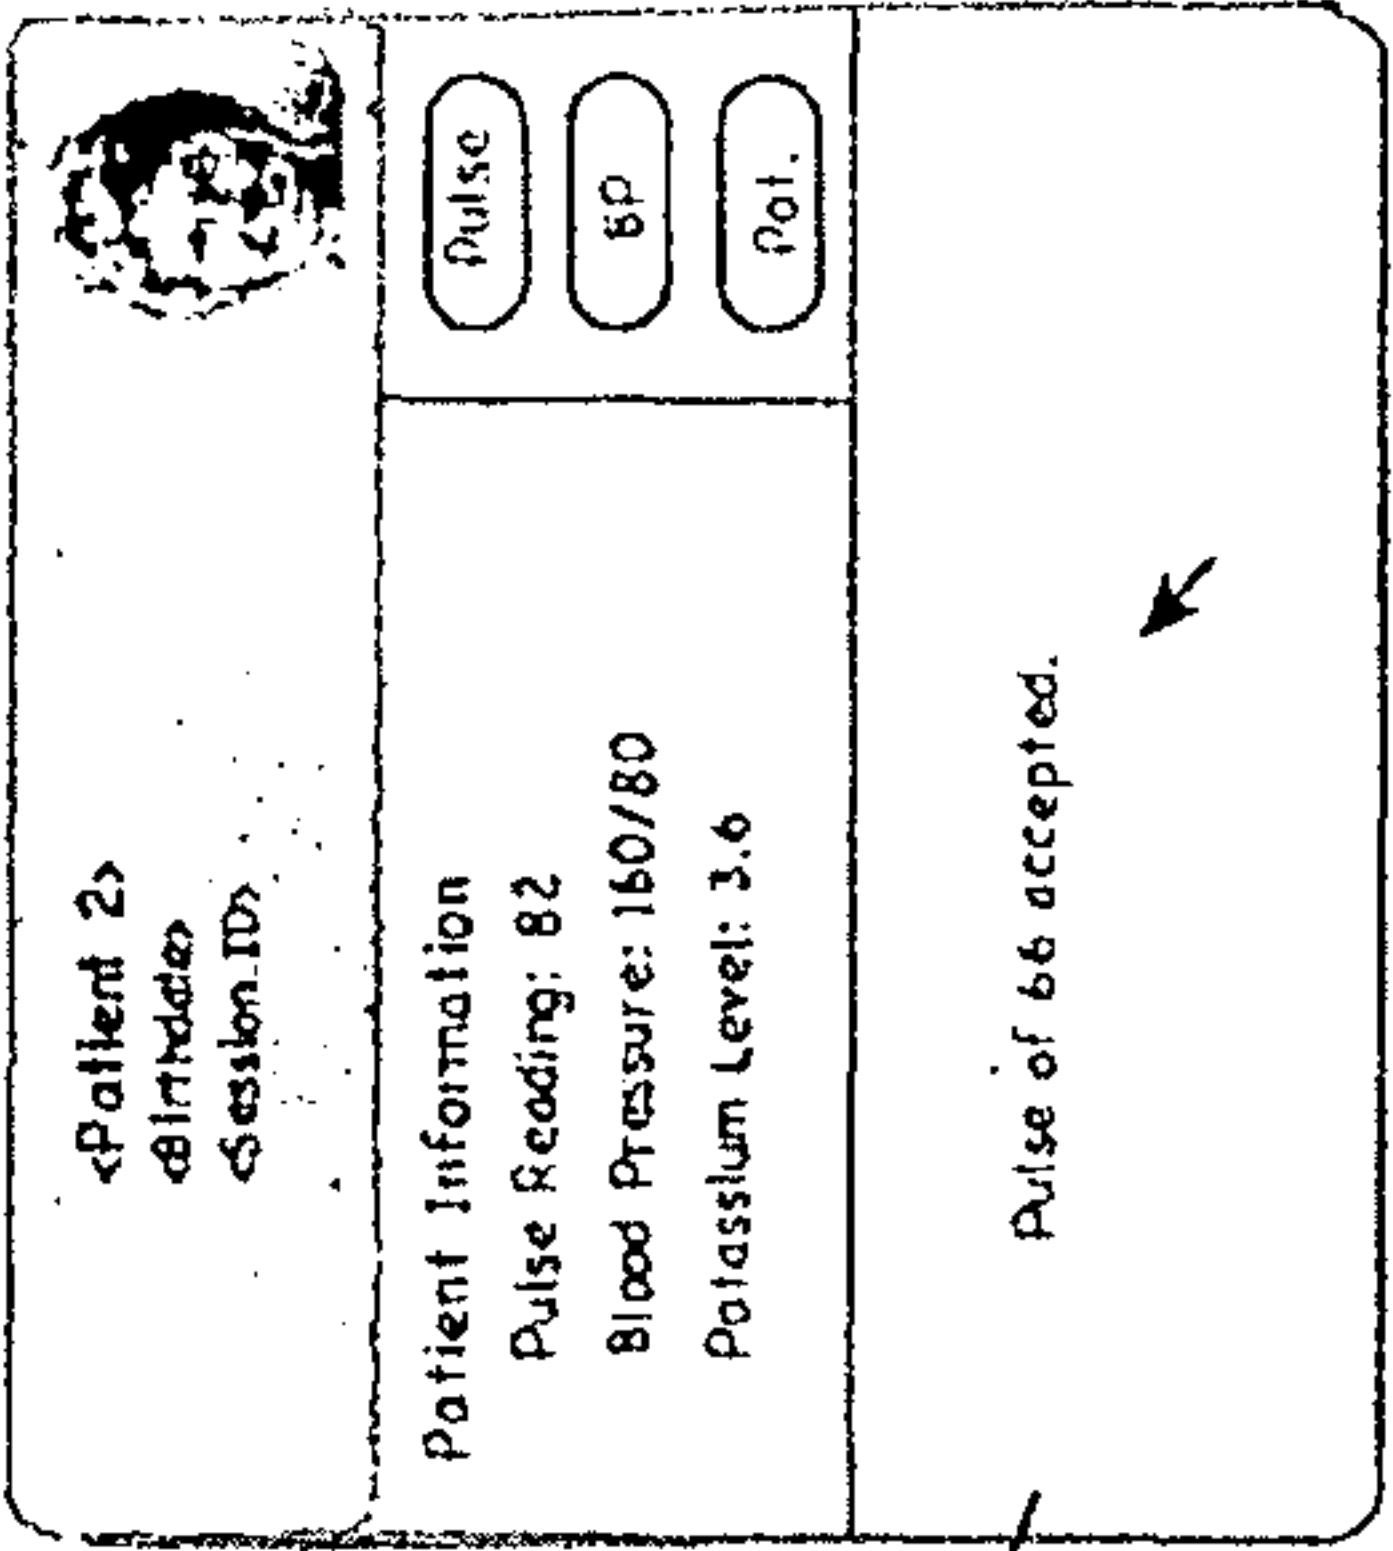 <Patient 2>
<Birthdate>
<Session ID>
Patient Information
Pulse Reading: 82
Blood Pressure: 160/80
Potassium Level: 3.6
Pulse
BP
Pot.
Pulse of 66 accepted.